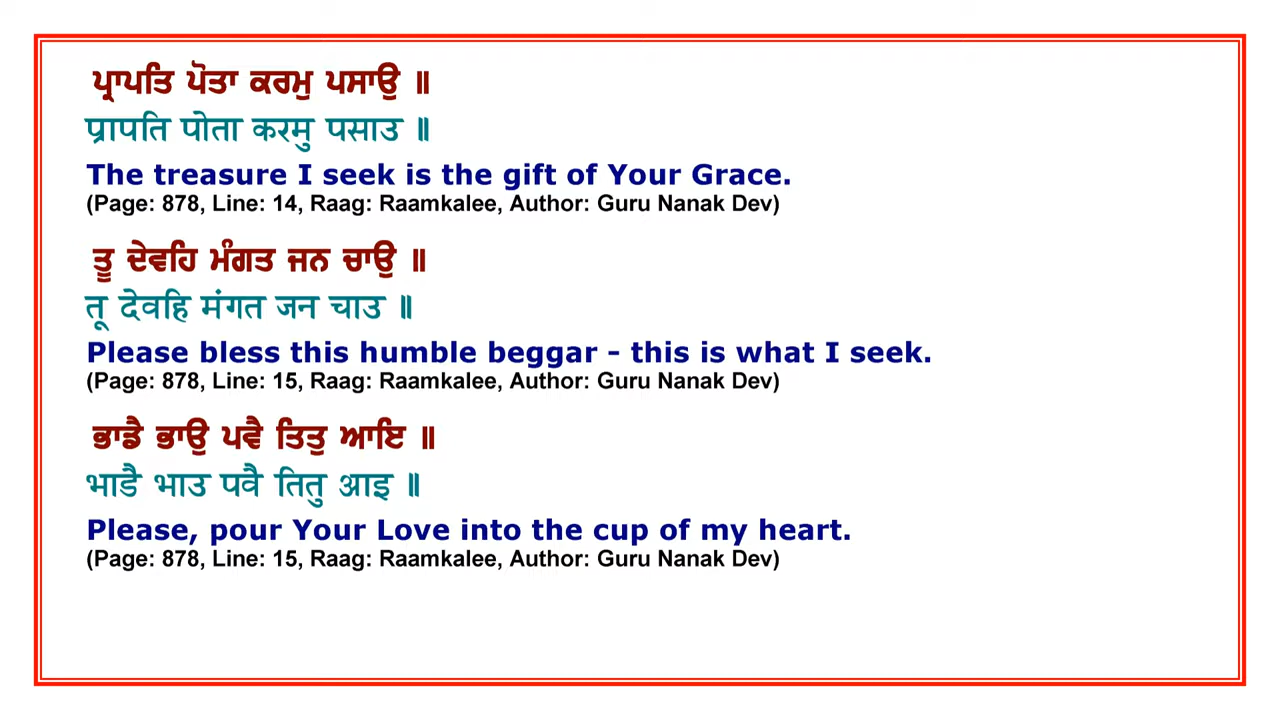 ਪ੍ਰਾਪਤਿ ਪੋਤਾ ਕਰਮੁ ਪਸਾਉ ॥
प्रापति पोता करमु पसाउ ॥
The treasure I seek is the gift of Your Grace.
(Page: 878, Line: 14, Raag: Raamkalee, Author: Guru Nanak Dev)
ਤੂ ਦੇਵਹਿ ਮੰਗਤ ਜਨ ਚਾਉ ॥
तू देवहि मंगत जन चाउ ॥
Please bless this humble beggar - this is what I seek.
(Page: 878, Line: 15, Raag: Raamkalee, Author: Guru Nanak Dev)
ਭਾਡੈ ਭਾਉ ਪਵੈ ਤਿਤੁ ਆਇ ॥
भाडै भाउ पवै तितु आइ ॥
Please, pour Your Love into the cup of my heart.
(Page: 878, Line: 15, Raag: Raamkalee, Author: Guru Nanak Dev)